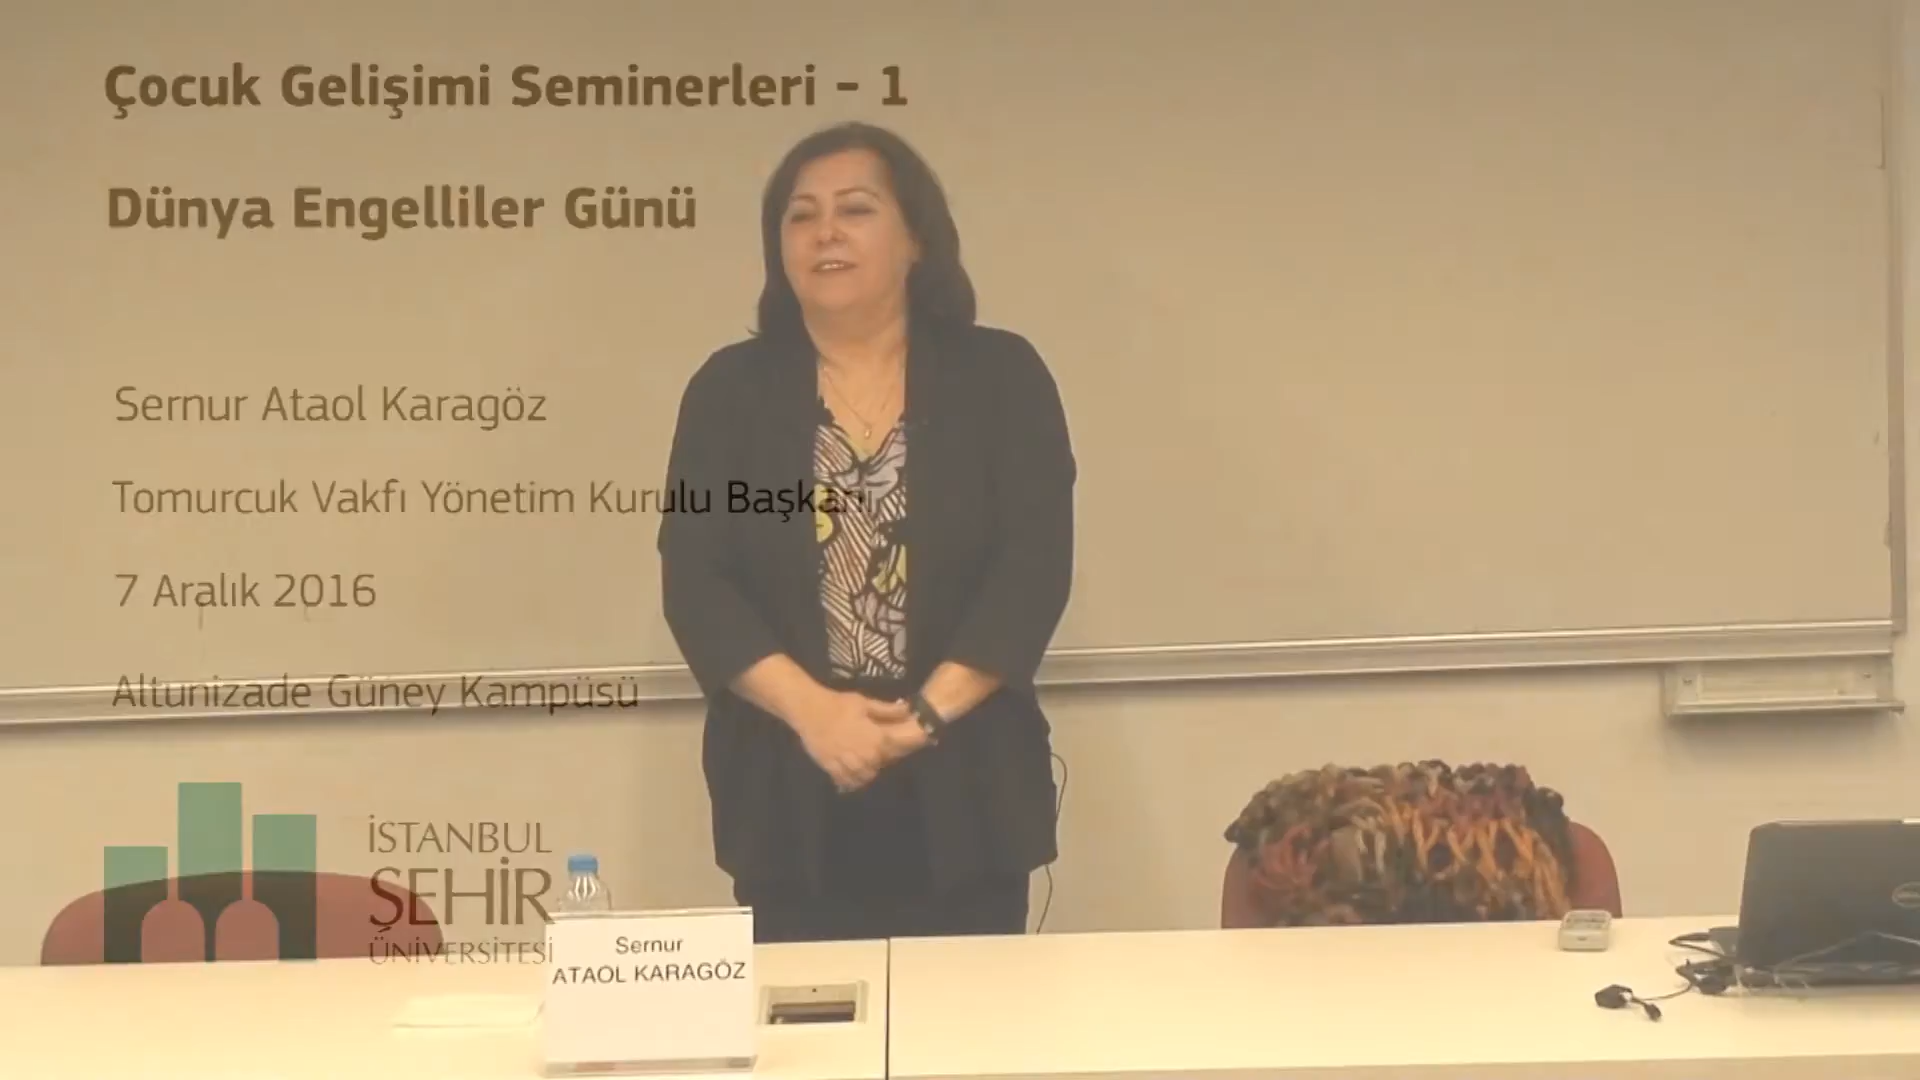 Çocuk Gelişimi Seminerleri - 1
Dünya Engelliler Günü
Sernur Ataol Karagöz
Tomurcuk Vakfı Yönetim Kurulu Başkanı
7 Aralık 2016
Altunizade Güney Kampüsü
İSTANBUL
ŞEHİR
ÜNİVERSİTESİ
Sernur
ATAOL KARAGÖZ